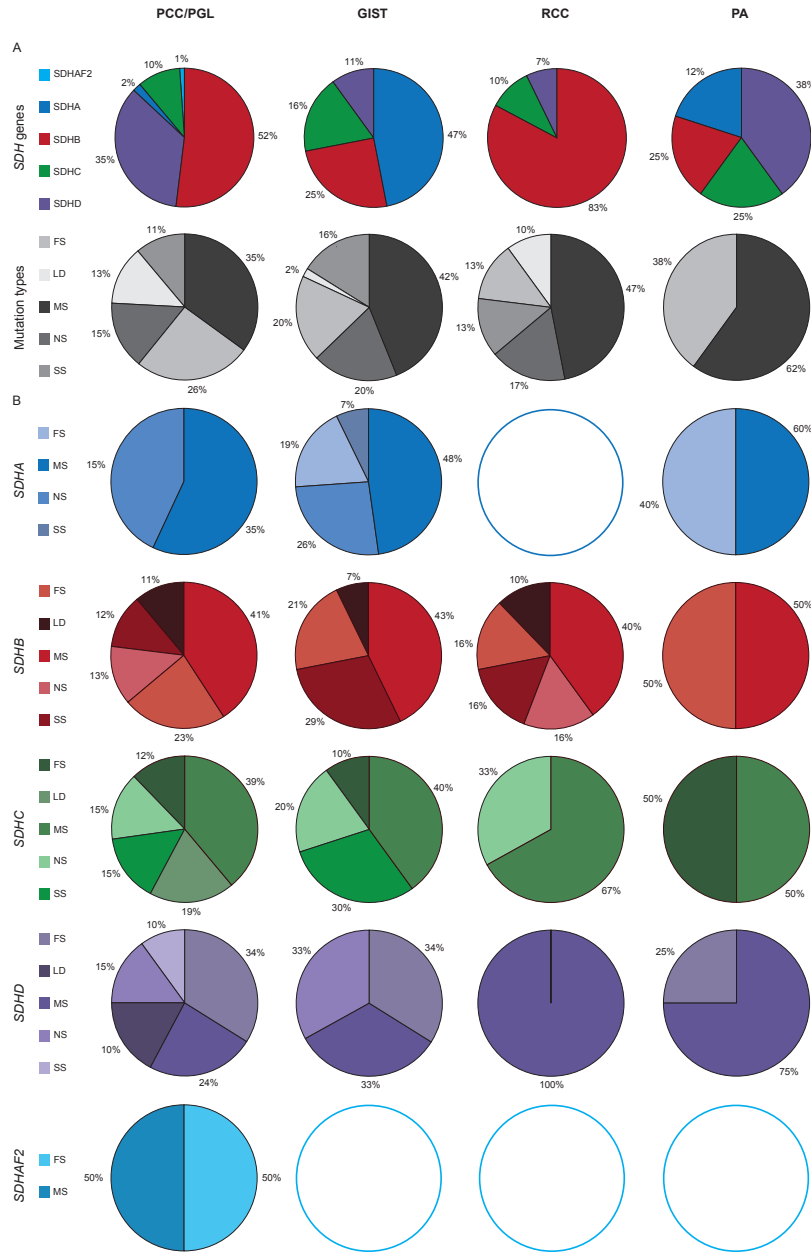 PCC/PGL GIST RCC PA
A
SDH genes
SDHAF2
SDHA
SDHB
SDHC
SDHD
1%
10%
2%
35%
52%
11%
16%
25%
47%
7%
10%
83%
12%
38%
25%
25%
Mutation types
FS
LD
MS
NS
SS
11%
35%
13%
15%
26%
16%
2%
42%
20%
20%
10%
13%
13%
47%
17%
38%
62%
B
SDHA
FS
MS
NS
SS
15%
35%
7%
19%
48%
26%
60%
40%
SDHB
FS
LD
MS
NS
SS
11%
41%
12%
13%
23%
7%
21%
43%
29%
10%
40%
16%
16%
16%
50%
50%
SDHC
FS
LD
MS
NS
SS
12%
39%
15%
15%
19%
10%
40%
20%
30%
33%
67%
50%
50%
SDHD
FS
LD
MS
NS
SS
10%
34%
15%
10%
24%
33%
34%
33%
100%
25%
75%
SDHAF2
FS
MS
50%
50%